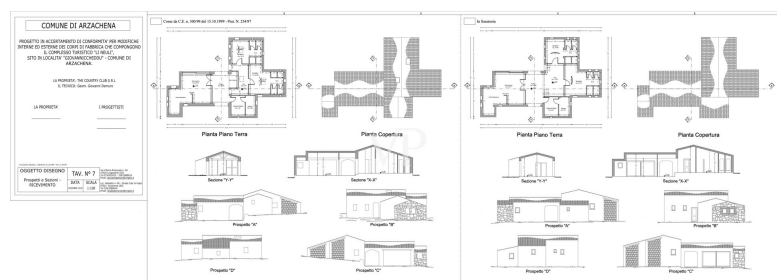 COMUNE DI ARZACHENA
PROGETTO IN ACCERTAMENTO DI CONFORMITA' PER MODIFICHE
INTERNE ED ESTERNE DEI CORPI DI FABBRICA CHE COMPONGONO
IL COMPLESSO TURISTICO "LI NEULI",
SITO IN LOCALITA' "GIOVANNICCHEDDU" - COMUNE DI
ARZACHENA.
LA PROPRIETA': THE COUNTRY CLUB S.R.L.
IL TECNICO: Geom. Giovanni Demuro
LA PROPRIETA'
I PROGETTISTI
OGGETTO DISEGNO
Prospetti e Sezioni -
RICEVIMENTO
TAV. N° 7
DATA
SCALA
1:100
Come da C.E. n. 300/99 del 15.10.1999 - Prat. N. 234/97
Pianta Piano Terra
Pianta Copertura
Sezione "Y-Y"
Sezione "X-X"
Prospetto "A"
Prospetto "B"
Prospetto "D"
Prospetto "C"
In Sanatoria
Pianta Piano Terra
Pianta Copertura
Sezione "Y-Y"
Sezione "X-X"
Prospetto "A"
Prospetto "B"
Prospetto "D"
Prospetto "C"